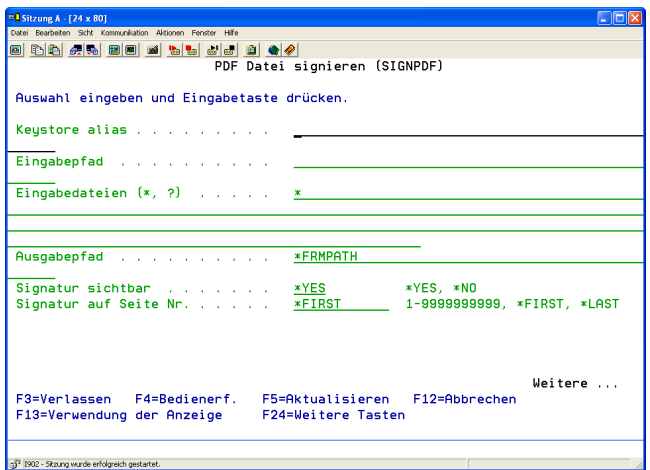 Sitzung A - [24 x 80]
Datei Bearbeiten Sicht Kommunikation Aktionen Fenster Hilfe
PDF Datei signieren (SIGNPDF)
Auswahl eingeben und Eingabetaste drücken.
Keystore alias . . . . . . . . .
Eingabepfad . . . . . . . . . .
Eingabedateien (*, ?) . . . . . *
Ausgabepfad . . . . . . . . . . *FRMPATH
Signatur sichtbar . . . . . . . *YES *YES, *NO
Signatur auf Seite Nr. . . . . . *FIRST 1-9999999999, *FIRST, *LAST
Weitere ...
F3=Verlassen F4=Bedienerf. F5=Aktualisieren F12=Abbrechen
F13=Verwendung der Anzeige F24=Weitere Tasten
I902 - Sitzung wurde erfolgreich gestartet.